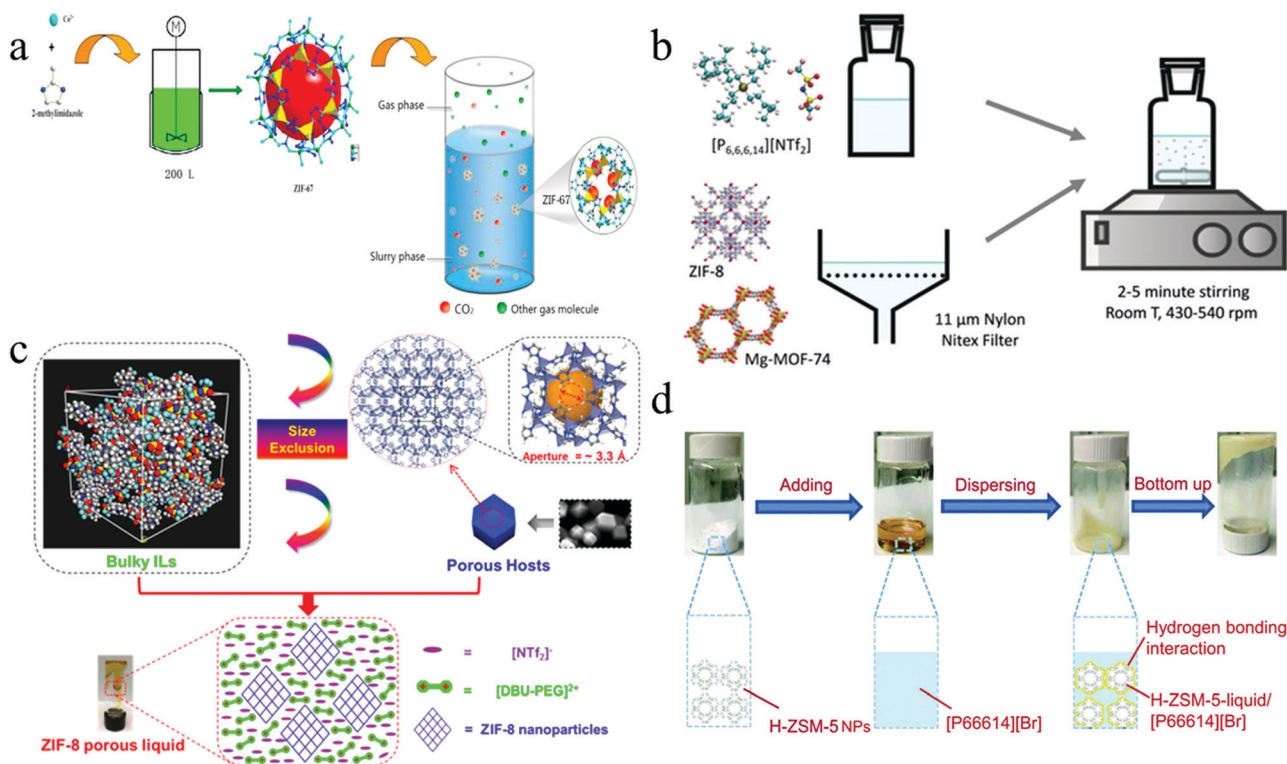 a
Co²⁺
+
2-methylimidazole
M
200 L
ZIF-67
Gas phase
ZIF-67
Slurry phase
CO₂
Other gas molecule
b
[P₆,₆,₆,₁₄][NTf₂]
ZIF-8
Mg-MOF-74
11 μm Nylon
Nitex Filter
2-5 minute stirring
Room T, 430-540 rpm
c
Bulky ILs
Size
Exclusion
Aperture = ~ 3.3 Å
Porous Hosts
ZIF-8 porous liquid
= [NTf₂]⁻
= [DBU-PEG]²⁺
= ZIF-8 nanoparticles
d
Adding
Dispersing
Bottom up
H-ZSM-5 NPs
[P66614][Br]
Hydrogen bonding
interaction
H-ZSM-5-liquid/
[P66614][Br]